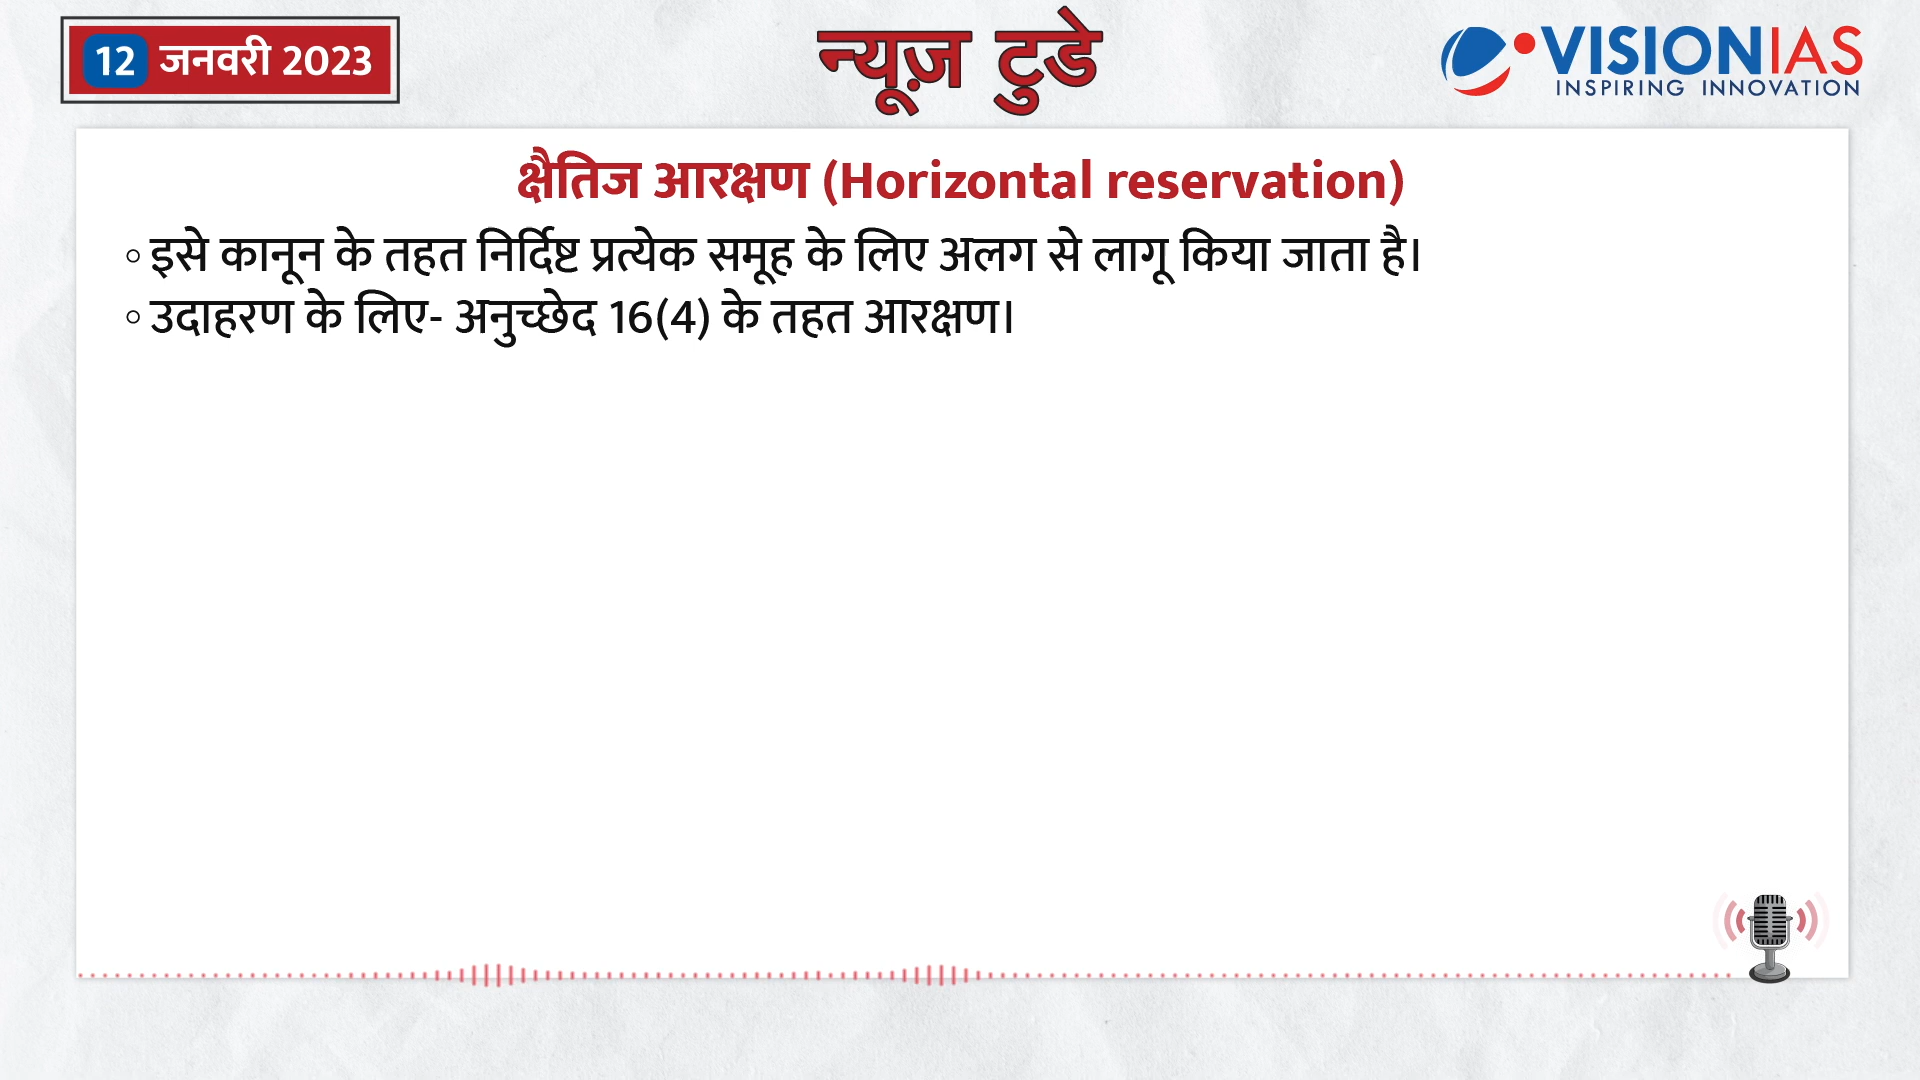 12 जनवरी 2023
न्यूज़ टुडे
VISIONIAS
INSPIRING INNOVATION
क्षैतिज आरक्षण (Horizontal reservation)
◦ इसे कानून के तहत निर्दिष्ट प्रत्येक समूह के लिए अलग से लागू किया जाता है।
◦ उदाहरण के लिए- अनुच्छेद 16(4) के तहत आरक्षण।